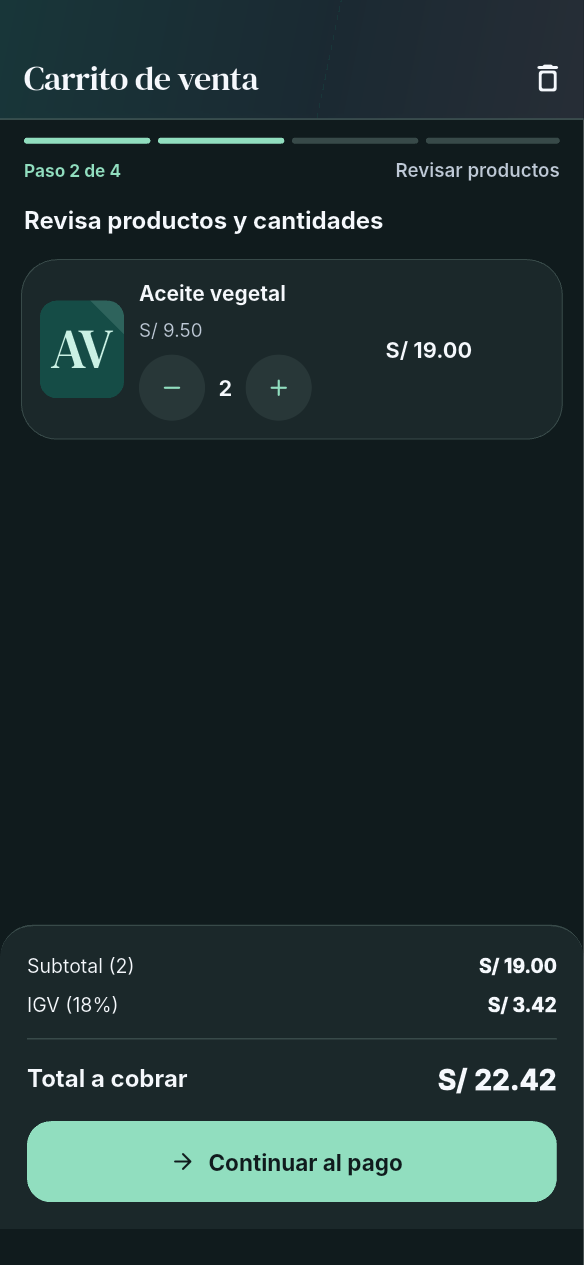 Carrito de venta
Paso 2 de 4
Revisar productos
Revisa productos y cantidades
AV
Aceite vegetal
S/ 9.50
− 2 +
S/ 19.00
Subtotal (2) S/ 19.00
IGV (18%) S/ 3.42
Total a cobrar S/ 22.42
→ Continuar al pago